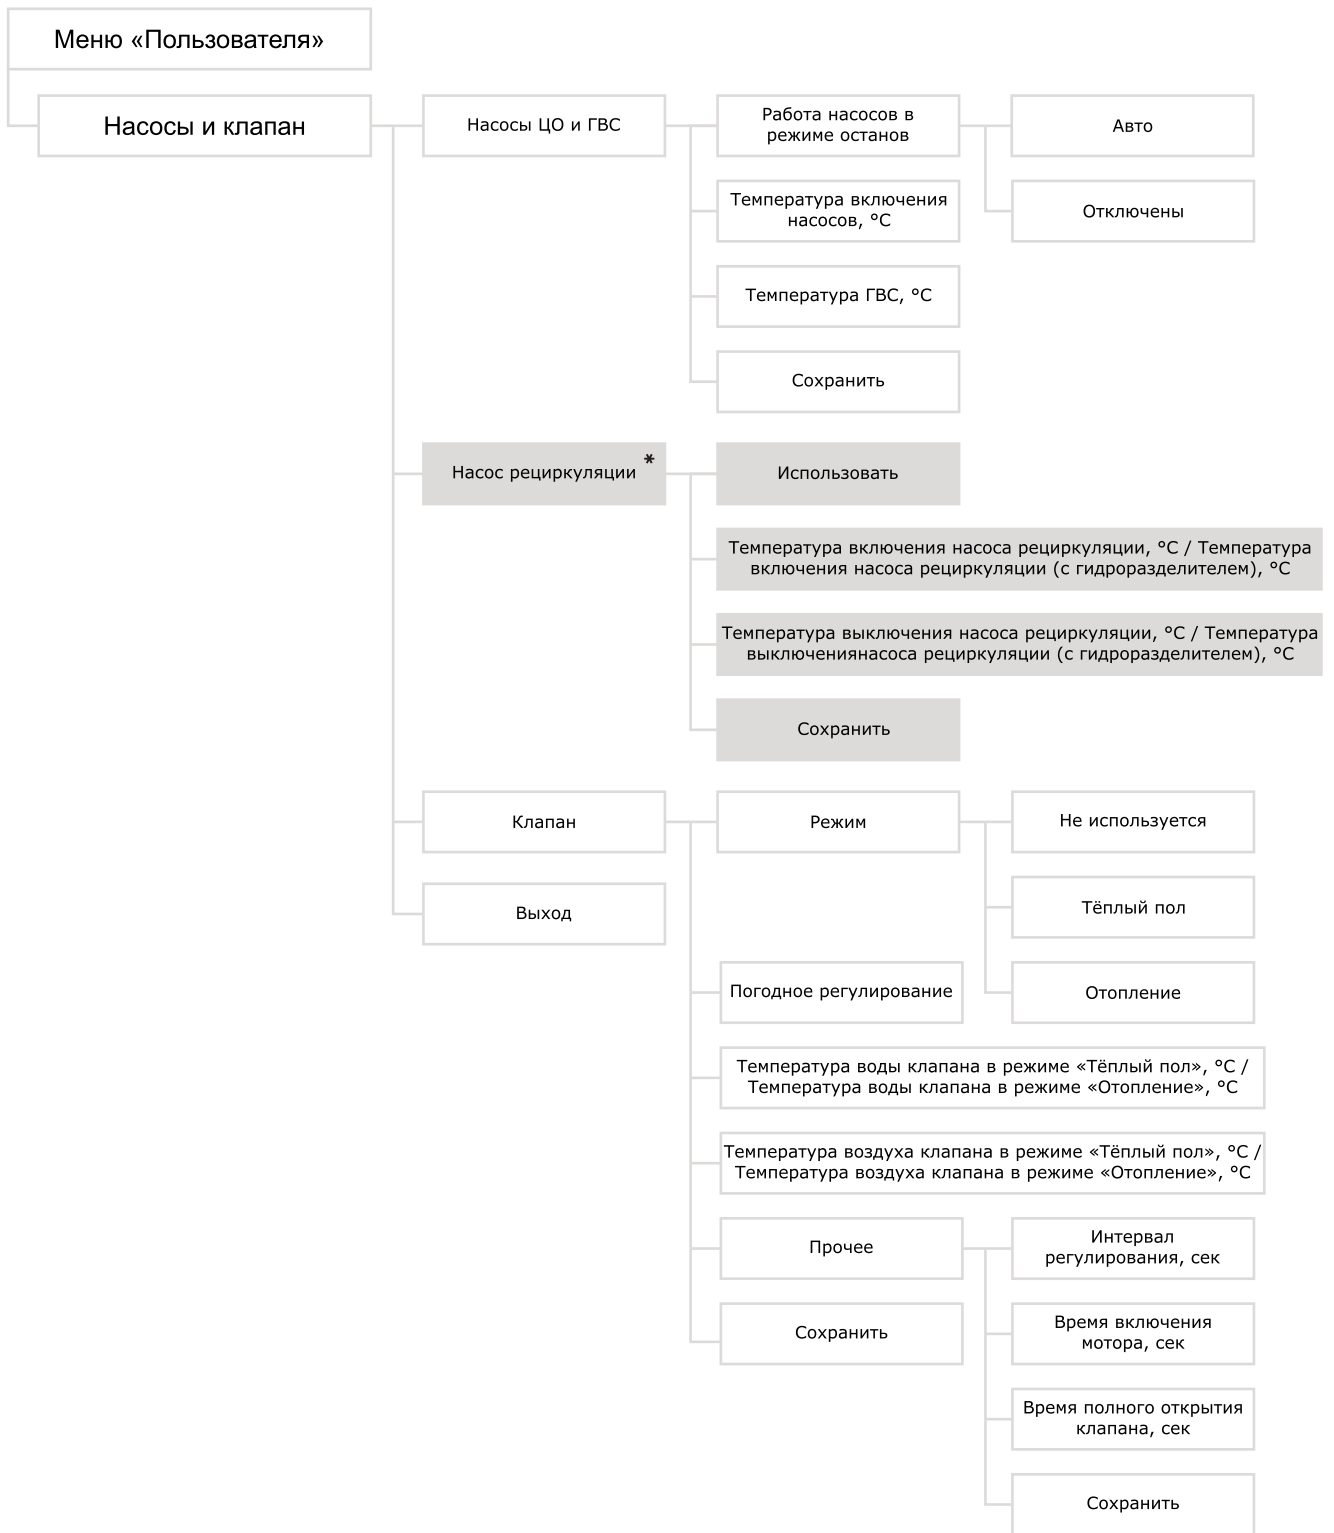 Меню «Пользователя»
Насосы и клапан
Насосы ЦО и ГВС
Работа насосов в
режиме останов
Авто
Отключены
Температура включения
насосов, °С
Температура ГВС, °С
Сохранить
Насос рециркуляции *
Использовать
Температура включения насоса рециркуляции, °С / Температура
включения насоса рециркуляции (с гидроразделителем), °С
Температура выключения насоса рециркуляции, °С / Температура
выключениянасоса рециркуляции (с гидроразделителем), °С
Сохранить
Клапан
Режим
Не используется
Тёплый пол
Отопление
Выход
Погодное регулирование
Температура воды клапана в режиме «Тёплый пол», °С /
Температура воды клапана в режиме «Отопление», °С
Температура воздуха клапана в режиме «Тёплый пол», °С /
Температура воздуха клапана в режиме «Отопление», °С
Прочее
Интервал
регулирования, сек
Время включения
мотора, сек
Время полного открытия
клапана, сек
Сохранить
Сохранить